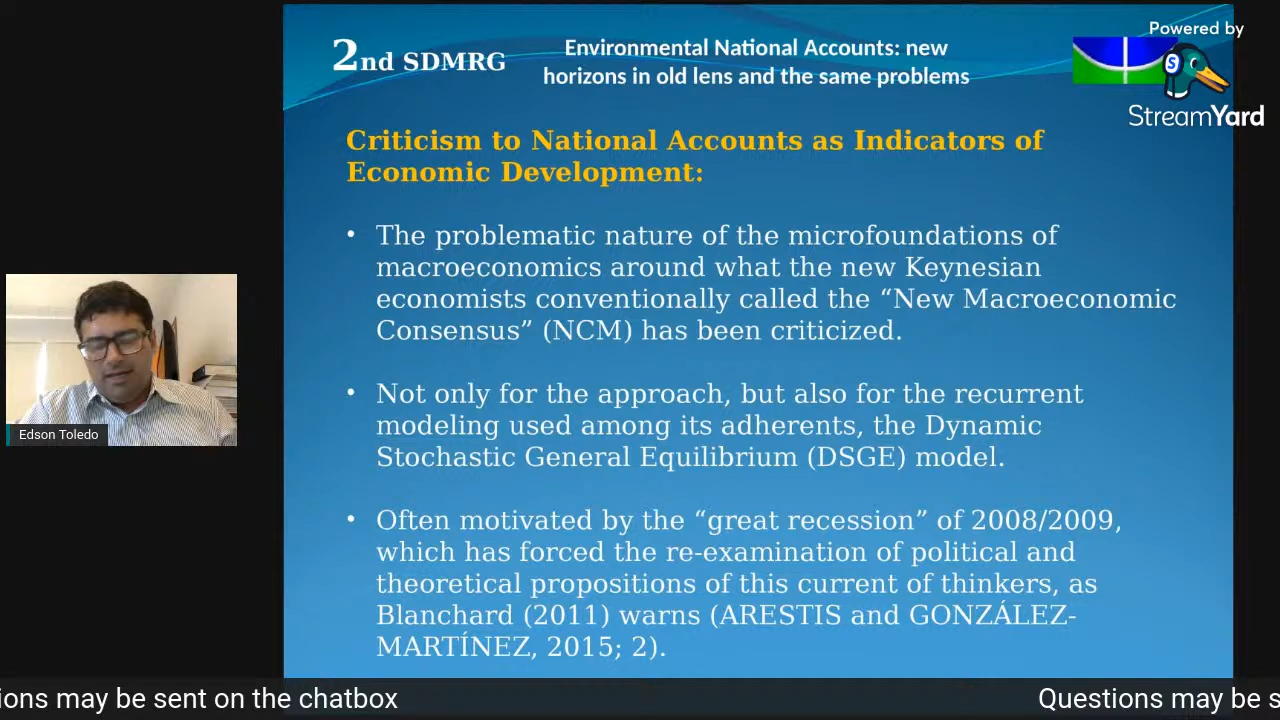 2nd SDMRG
Environmental National Accounts: new
horizons in old lens and the same problems
Powered by
S
StreamYard
Criticism to National Accounts as Indicators of
Economic Development:
• The problematic nature of the microfoundations of
macroeconomics around what the new Keynesian
economists conventionally called the “New Macroeconomic
Consensus” (NCM) has been criticized.
• Not only for the approach, but also for the recurrent
modeling used among its adherents, the Dynamic
Stochastic General Equilibrium (DSGE) model.
• Often motivated by the “great recession” of 2008/2009,
which has forced the re-examination of political and
theoretical propositions of this current of thinkers, as
Blanchard (2011) warns (ARESTIS and GONZÁLEZ-
MARTÍNEZ, 2015; 2).
Edson Toledo
ions may be sent on the chatbox
Questions may be s